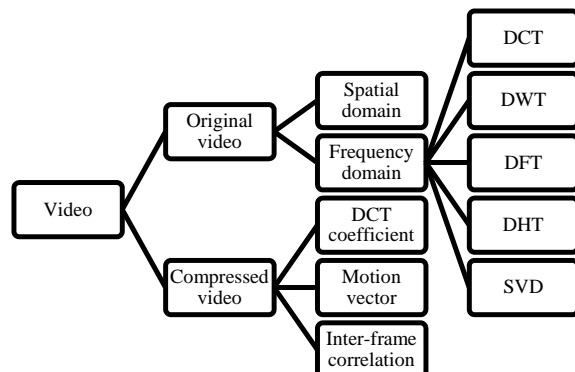 Video
Original
video
Compressed
video
Spatial
domain
Frequency
domain
DCT
coefficient
Motion
vector
Inter-frame
correlation
DCT
DWT
DFT
DHT
SVD